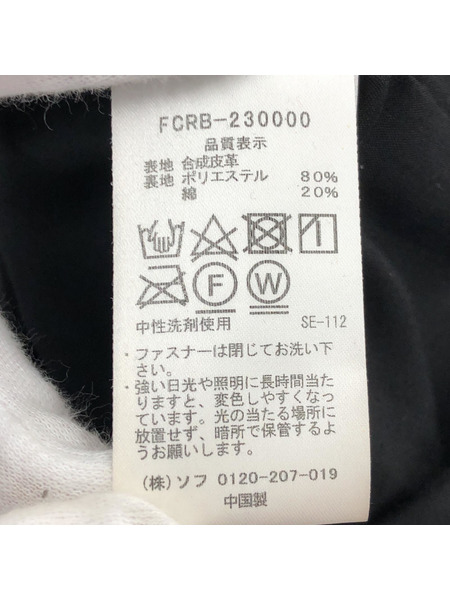 FCRB-230000
品質表示
表地 合成皮革
裏地 ポリエステル 80%
綿 20%
F W
中性洗剤使用 SE-112
・ファスナーは閉じてお洗い下
さい。
・強い日光や照明に長時間当た
りますと、変色しやすくなっ
ています。光の当たる場所に
放置せず、暗所で保管するよ
うお願いします。
(株)ソフ 0120-207-019
中国製